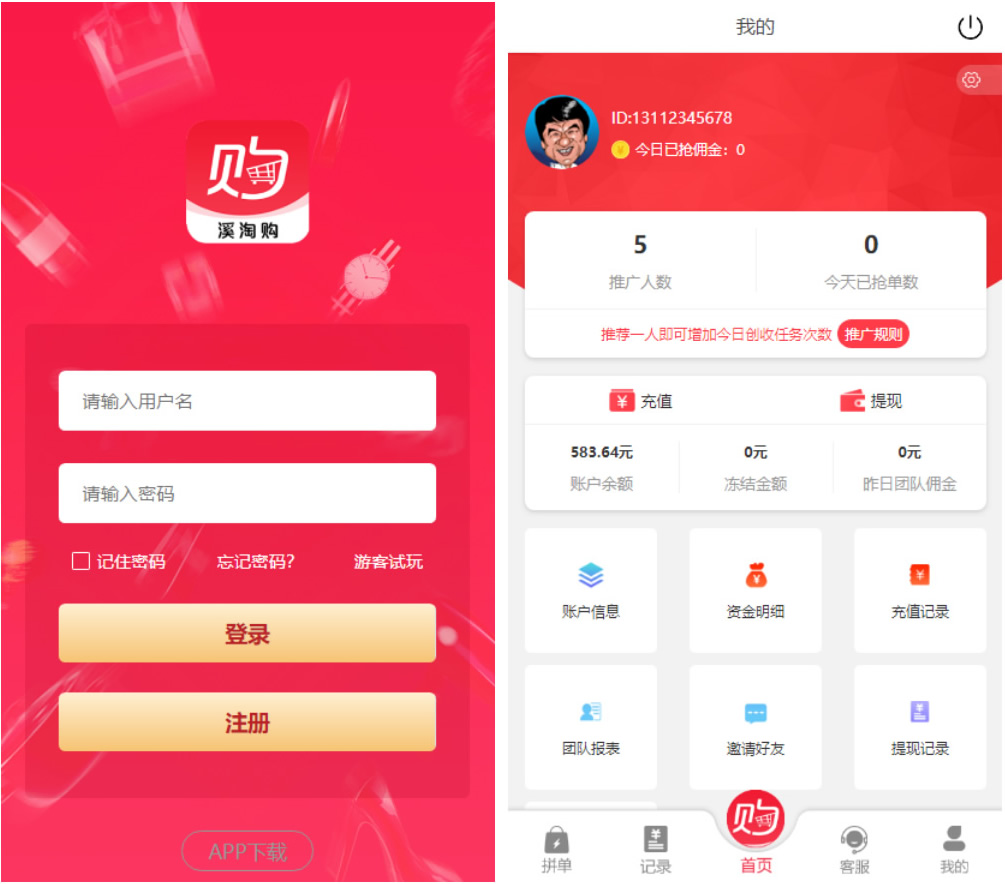 购
溪淘购
请输入用户名
请输入密码
记住密码 忘记密码? 游客试玩
登录
注册
APP下载
我的
ID:13112345678
¥ 今日已抢佣金：0
5 0
推广人数 今天已抢单数
推荐一人即可增加今日创收任务次数 推广规则
¥ 充值 提现
583.64元 0元 0元
账户余额 冻结金额 昨日团队佣金
¥ ¥
账户信息 资金明细 充值记录
¥
团队报表 邀请好友 提现记录
购
¥
拼单 记录 首页 客服 我的